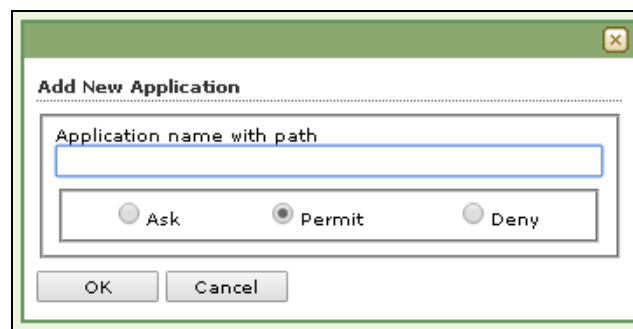 Add New Application
Application name with path
Ask Permit Deny
OK Cancel